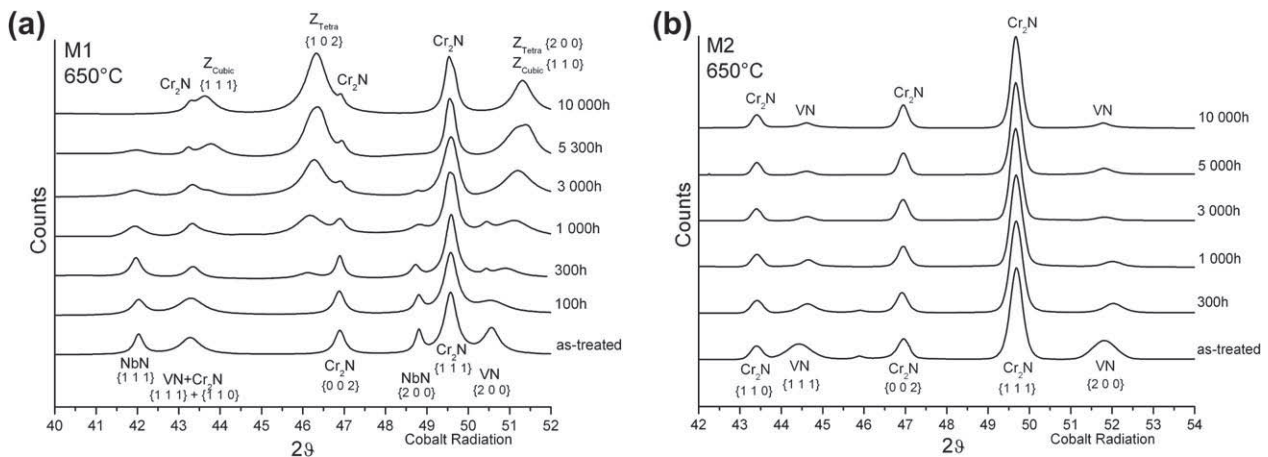 (a)
M1
650°C
Z_Cubic
{1 1 1}
Cr₂N
Z_Tetra
{1 0 2}
Cr₂N
Cr₂N
Z_Tetra {2 0 0}
Z_Cubic {1 1 0}
10 000h
5 300h
3 000h
1 000h
300h
100h
as-treated
NbN
{1 1 1}
VN+Cr₂N
{1 1 1} + {1 1 0}
Cr₂N
{0 0 2}
NbN
{2 0 0}
Cr₂N
{1 1 1}
VN
{2 0 0}
Counts
40 41 42 43 44 45 46 47 48 49 50 51 52
2ϑ
Cobalt Radiation
(b)
M2
650°C
Cr₂N
VN
Cr₂N
Cr₂N
VN
10 000h
5 000h
3 000h
1 000h
300h
as-treated
Cr₂N
{1 1 0}
VN
{1 1 1}
Cr₂N
{0 0 2}
Cr₂N
{1 1 1}
VN
{2 0 0}
Counts
42 43 44 45 46 47 48 49 50 51 52 53 54
2ϑ
Cobalt Radiation